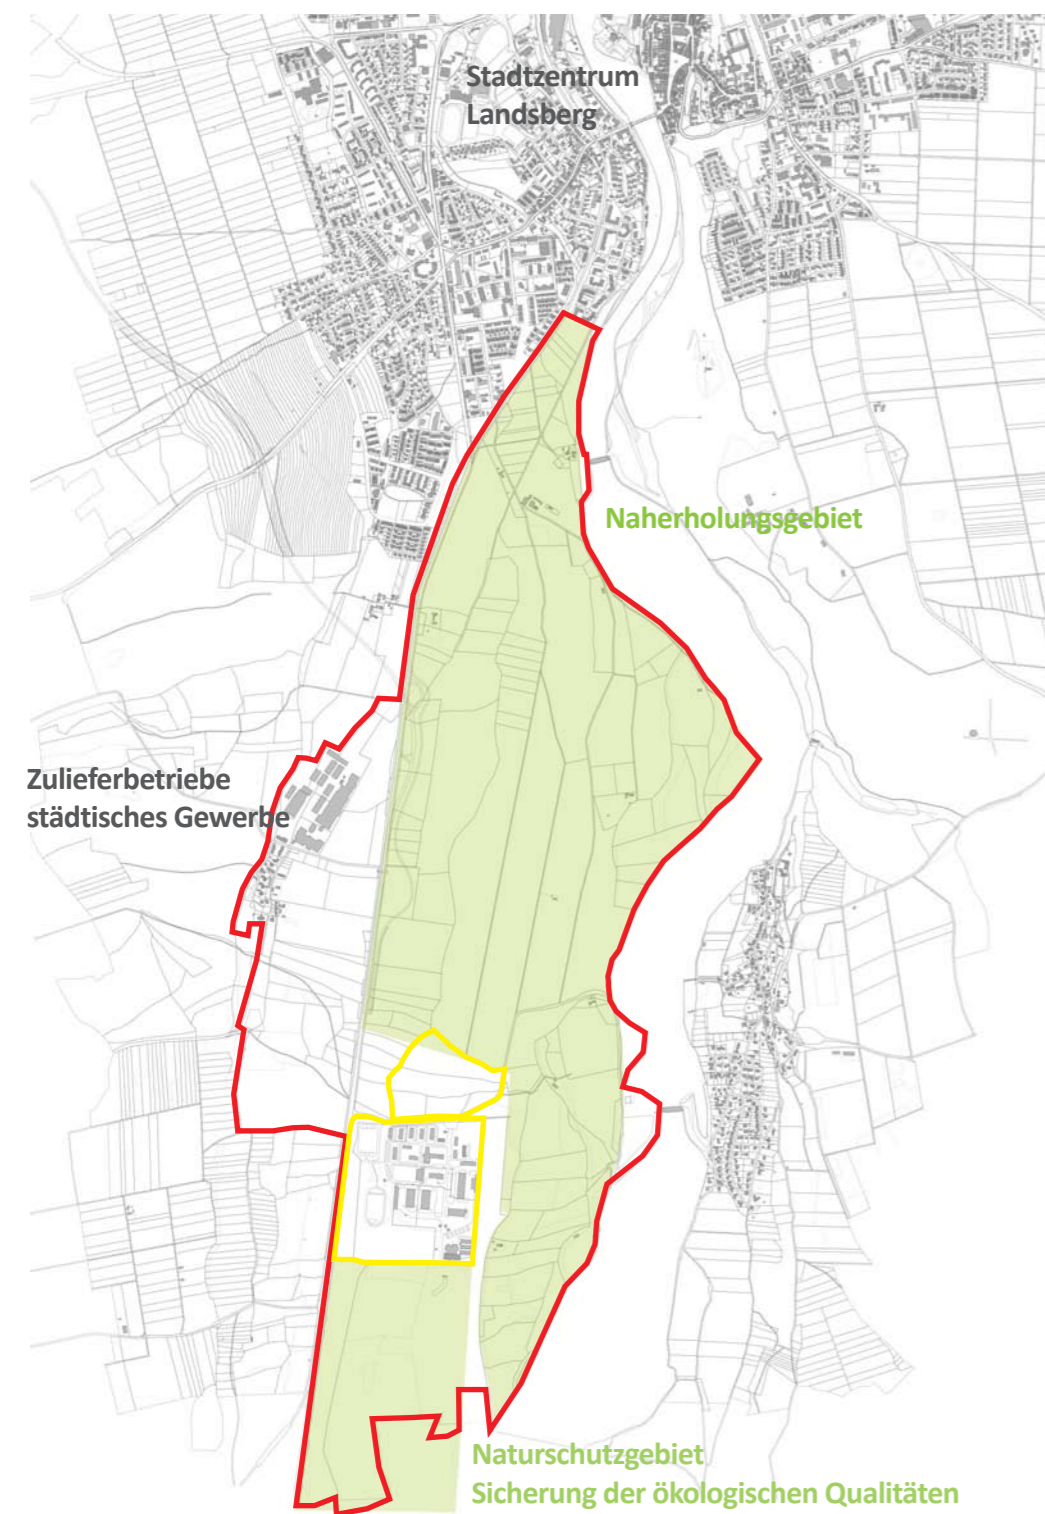 Stadtzentrum
Landsberg
Naherholungsgebiet
Zulieferbetriebe
städtisches Gewerbe
Naturschutzgebiet
Sicherung der ökologischen Qualitäten